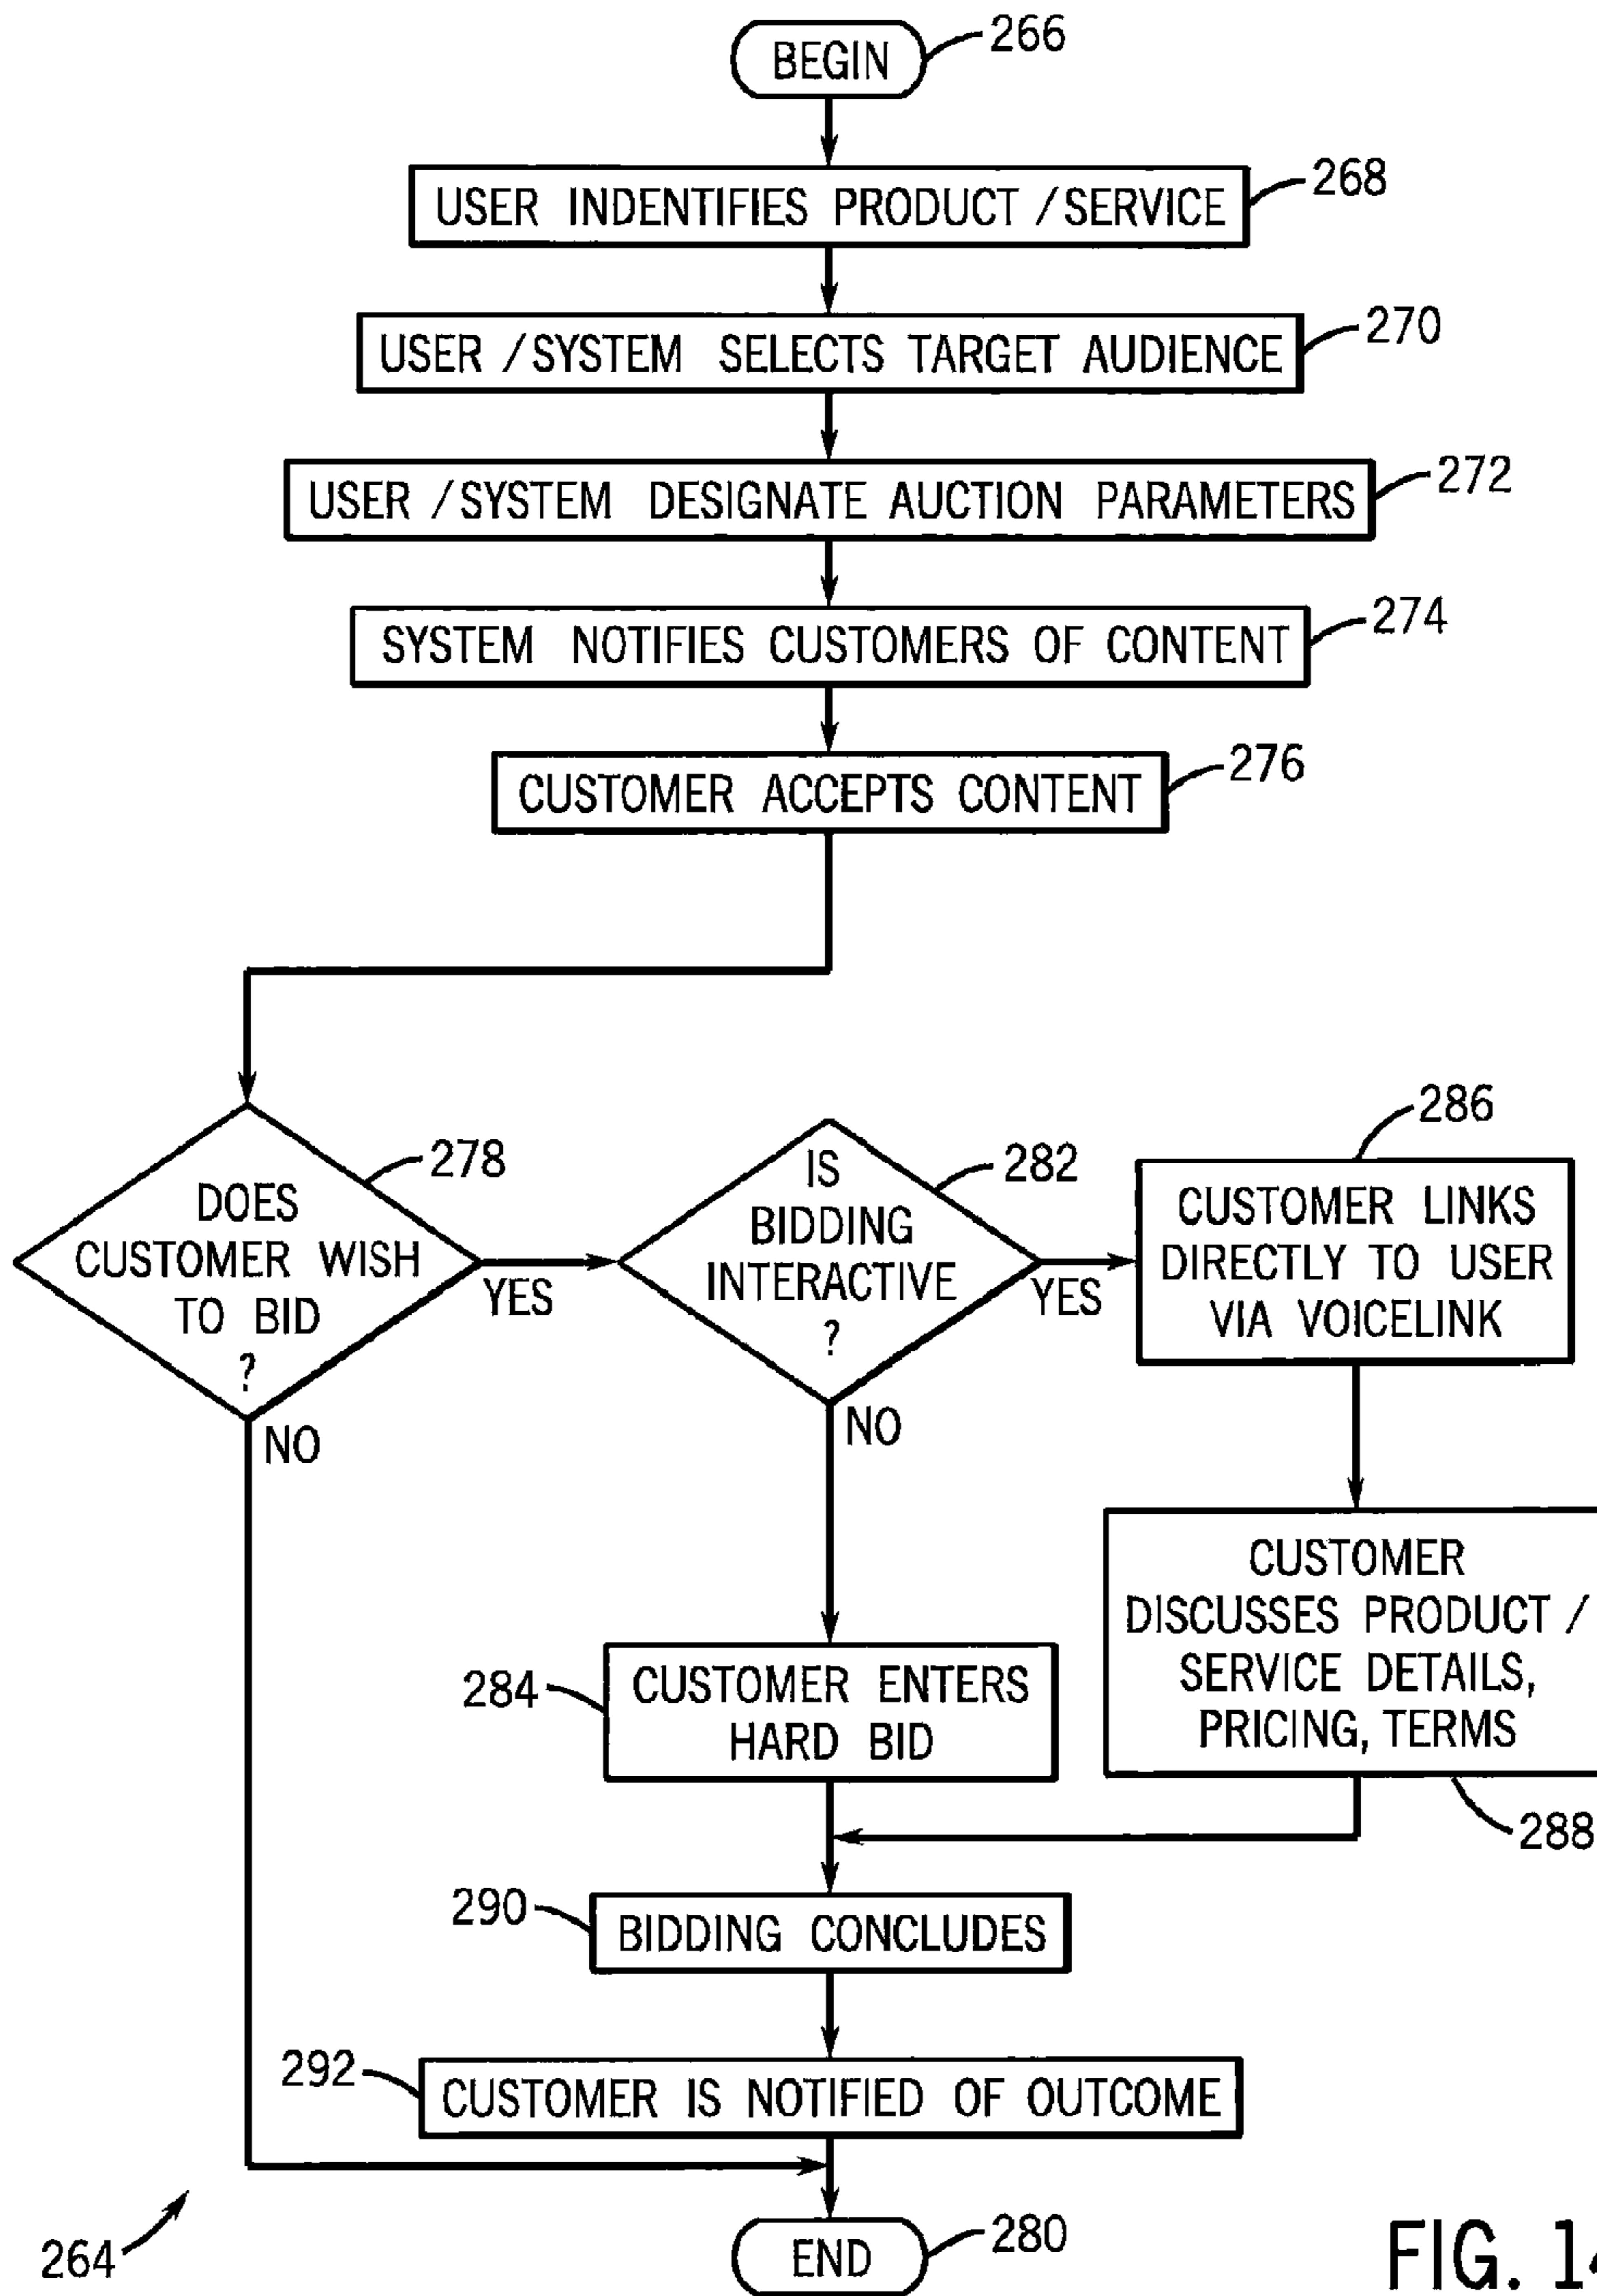 BEGIN
266
USER INDENTIFIES PRODUCT / SERVICE
268
USER / SYSTEM SELECTS TARGET AUDIENCE
270
USER / SYSTEM DESIGNATE AUCTION PARAMETERS
272
SYSTEM NOTIFIES CUSTOMERS OF CONTENT
274
CUSTOMER ACCEPTS CONTENT
276
DOES
CUSTOMER WISH
TO BID
?
278
YES
NO
IS
BIDDING
INTERACTIVE
?
282
YES
NO
286
CUSTOMER LINKS
DIRECTLY TO USER
VIA VOICELINK
CUSTOMER
DISCUSSES PRODUCT /
SERVICE DETAILS,
PRICING, TERMS
288
284
CUSTOMER ENTERS
HARD BID
290
BIDDING CONCLUDES
292
CUSTOMER IS NOTIFIED OF OUTCOME
264
END
280
FIG. 14